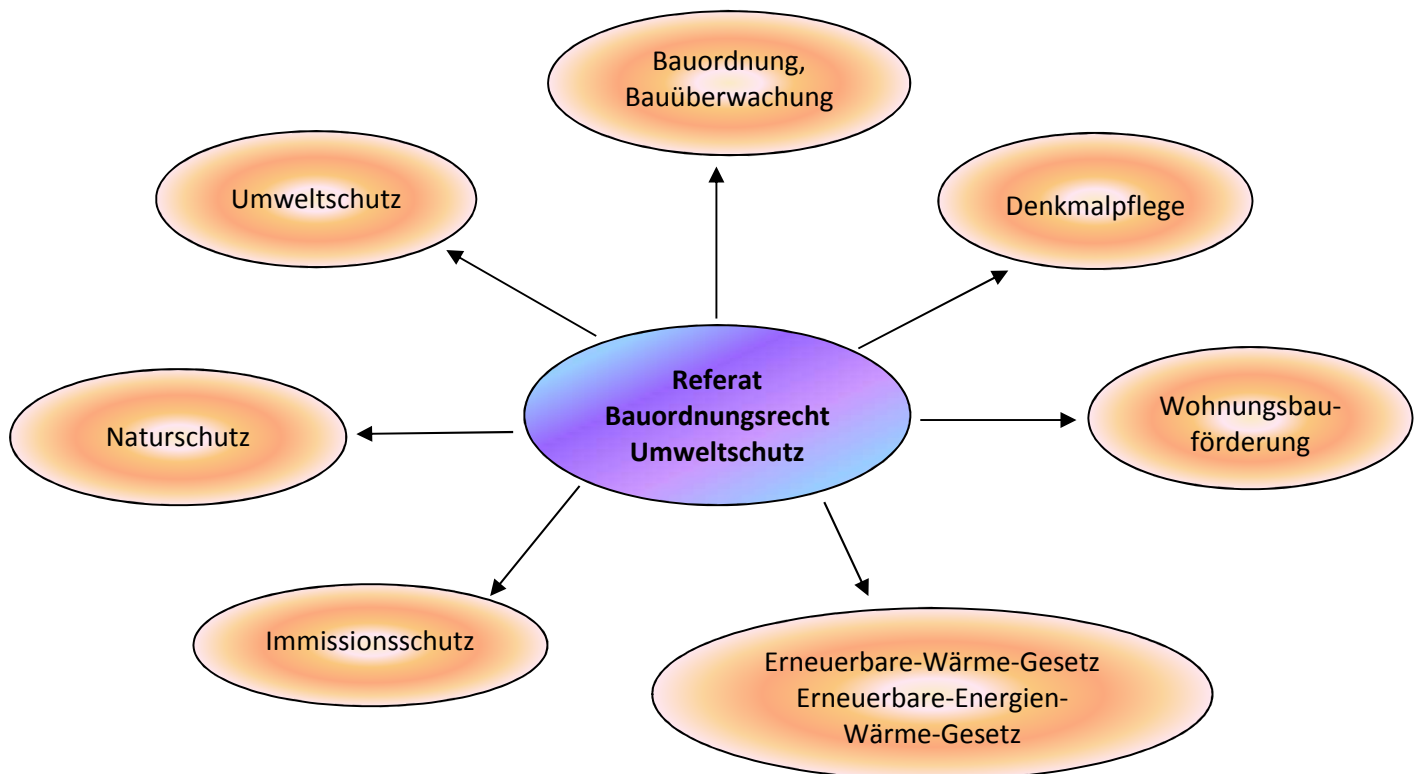 Bauordnung,
Bauüberwachung
Umweltschutz
Denkmalpflege
Referat
Bauordnungsrecht
Umweltschutz
Naturschutz
Wohnungsbau-
förderung
Immissionsschutz
Erneuerbare-Wärme-Gesetz
Erneuerbare-Energien-
Wärme-Gesetz